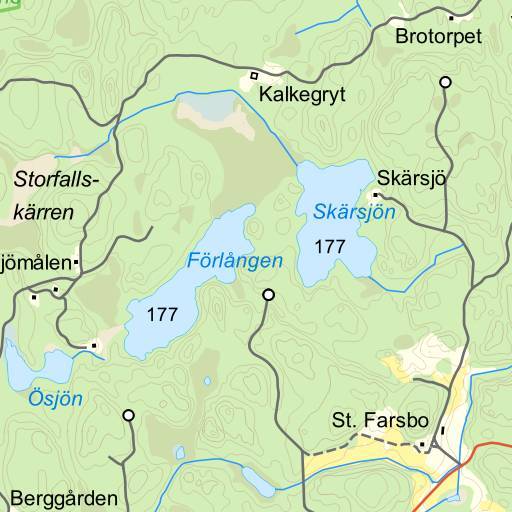 Brotorpet
Kalkegryt
Storfalls-
kärren
Skärsjö
Skärsjön
177
jömålen
Förlången
177
Ösjön
St. Farsbo
Berggården